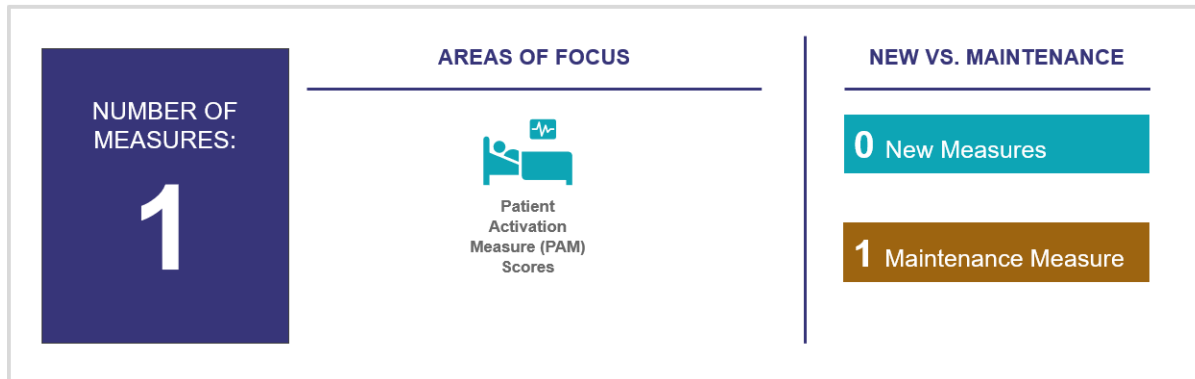 NUMBER OF
MEASURES:
1
AREAS OF FOCUS
Patient
Activation
Measure (PAM)
Scores
NEW VS. MAINTENANCE
0 New Measures
1 Maintenance Measure